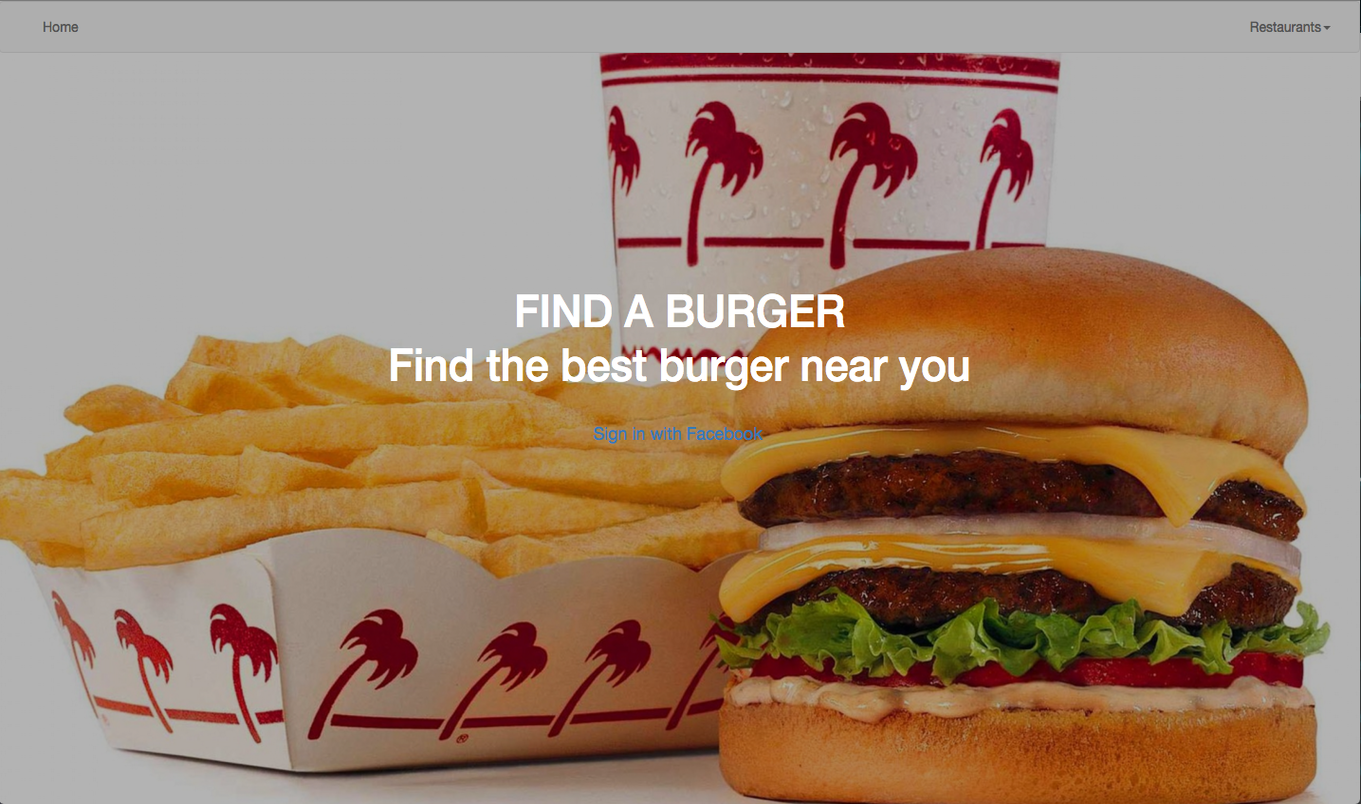 Home
Restaurants
FIND A BURGER
Find the best burger near you
Sign in with Facebook
®